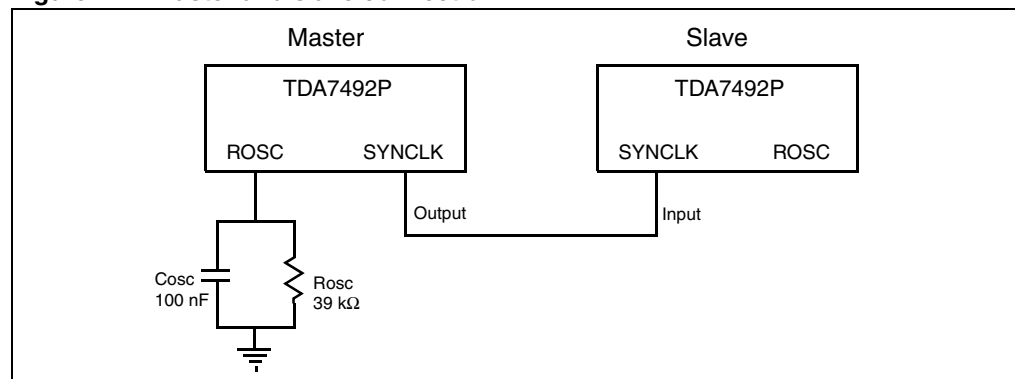 Master
Slave
TDA7492P
TDA7492P
ROSC
SYNCLK
SYNCLK
ROSC
Output
Input
Cosc
100 nF
Rosc
39 kΩ